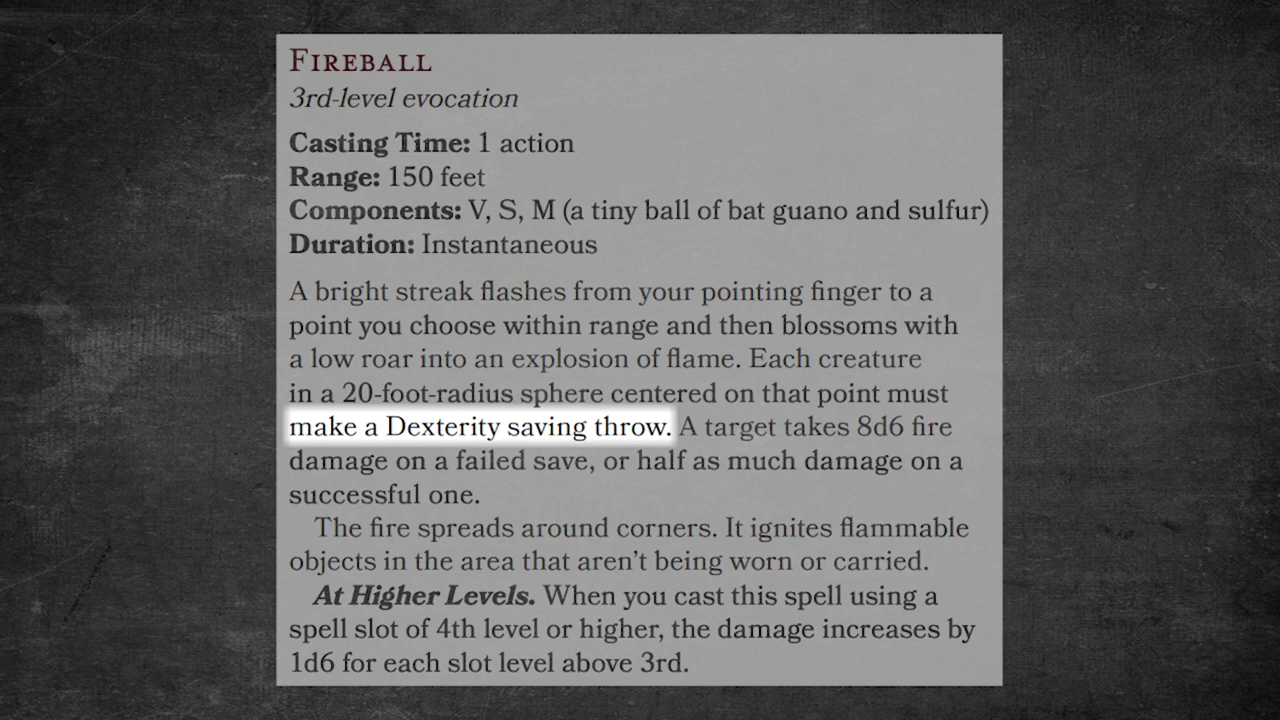 FIREBALL
3rd-level evocation
Casting Time: 1 action
Range: 150 feet
Components: V, S, M (a tiny ball of bat guano and sulfur)
Duration: Instantaneous
A bright streak flashes from your pointing finger to a
point you choose within range and then blossoms with
a low roar into an explosion of flame. Each creature
in a 20-foot-radius sphere centered on that point must
make a Dexterity saving throw. A target takes 8d6 fire
damage on a failed save, or half as much damage on a
successful one.
The fire spreads around corners. It ignites flammable
objects in the area that aren't being worn or carried.
At Higher Levels. When you cast this spell using a
spell slot of 4th level or higher, the damage increases by
1d6 for each slot level above 3rd.